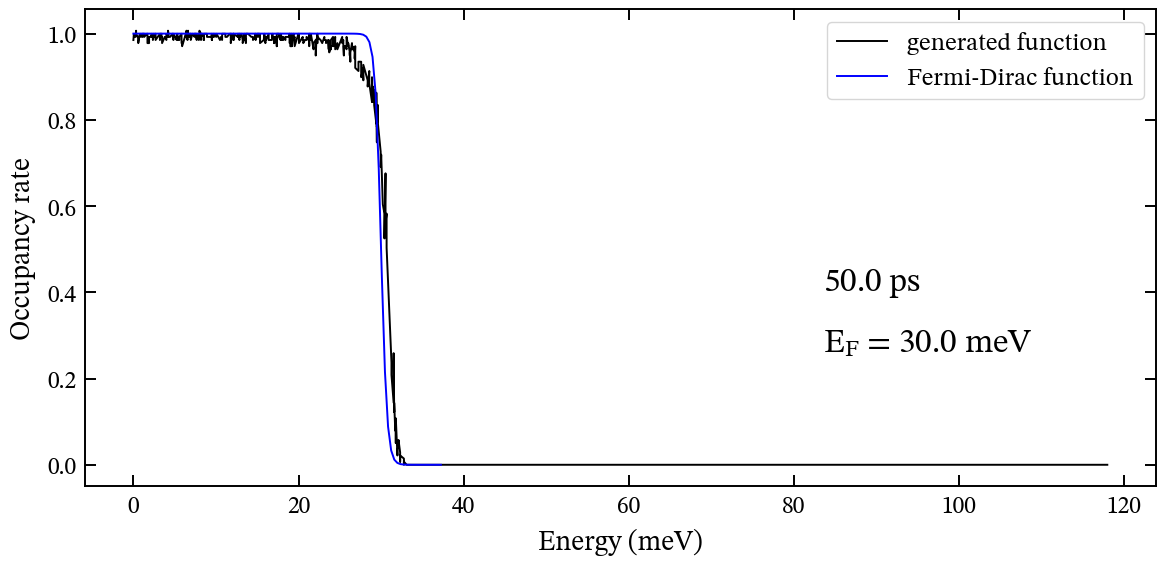 generated function
Fermi-Dirac function
1.0
0.8
0.6
0.4
0.2
0.0
Occupancy rate
50.0 ps
E_F = 30.0 meV
0 20 40 60 80 100 120
Energy (meV)